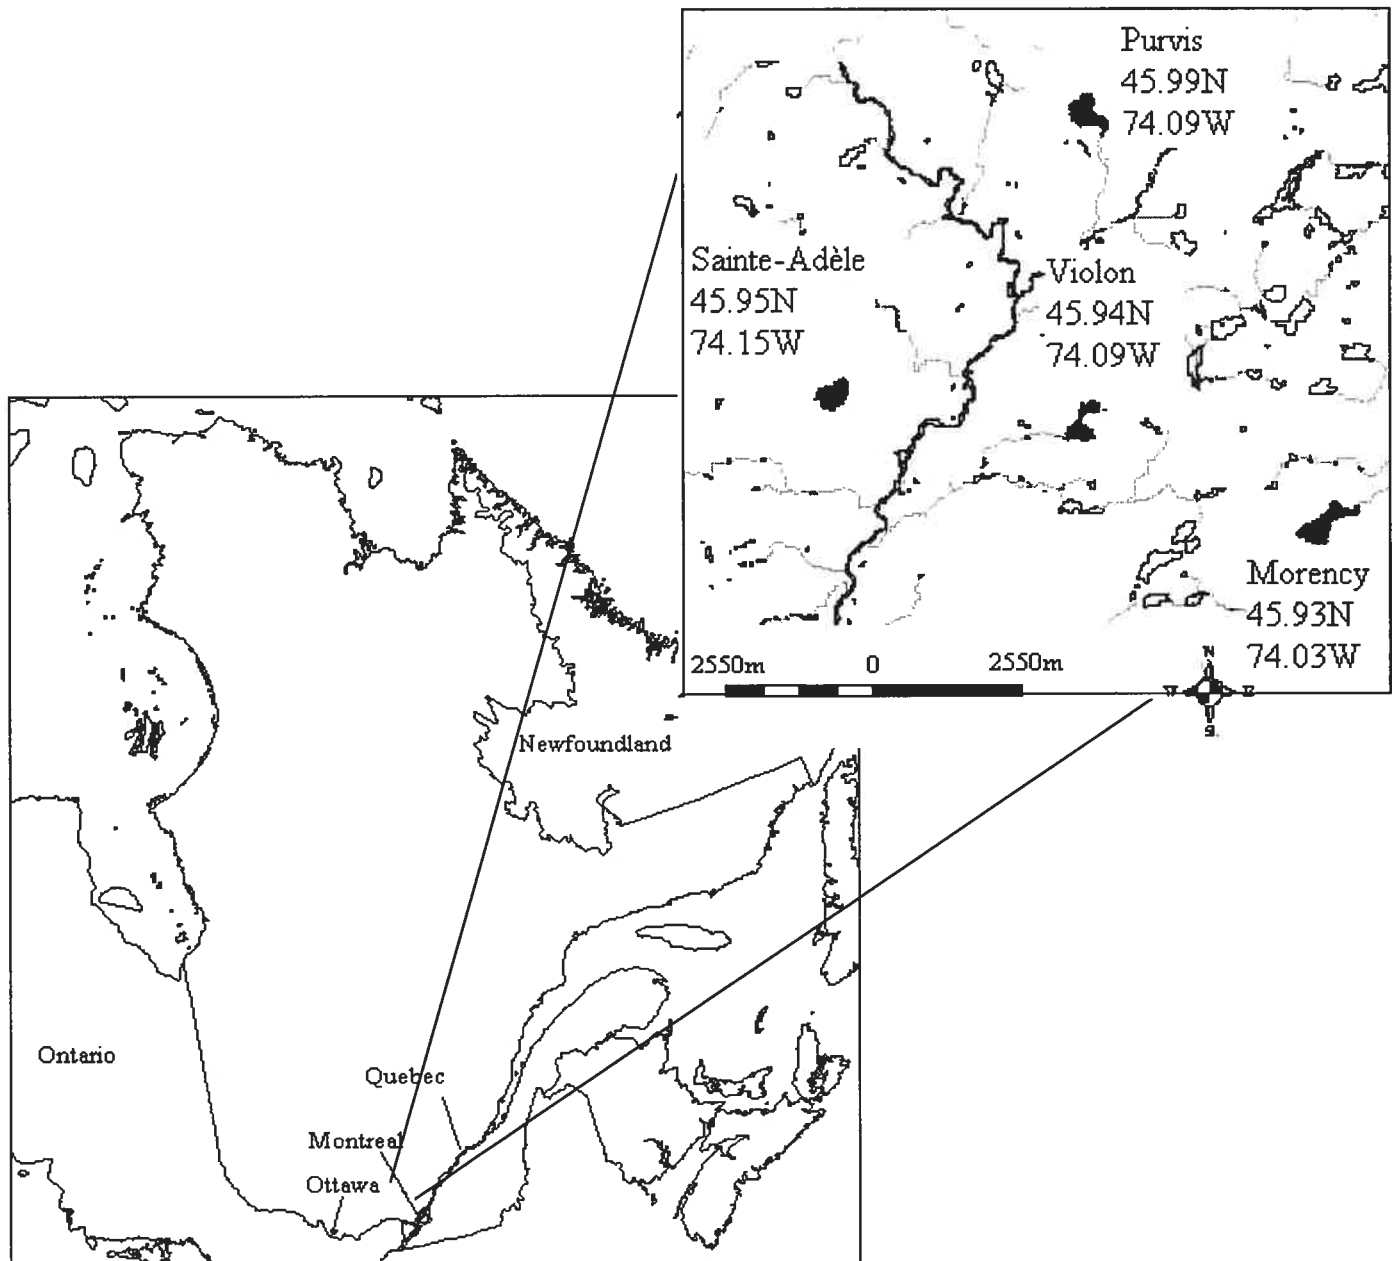 Purvis
45.99N
74.09W
Sainte-Adèle
45.95N
74.15W
Violon
45.94N
74.09W
Morency
45.93N
74.03W
2550m 0 2550m
N
S
Newfoundland
Ontario
Quebec
Montreal
Ottawa